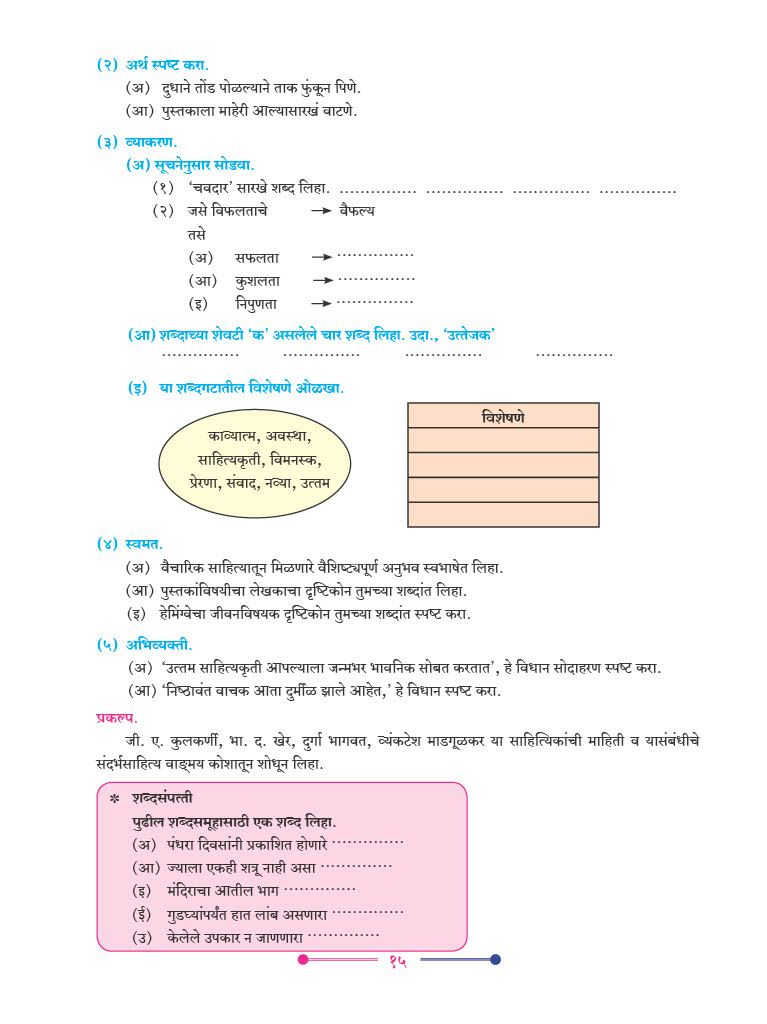 (२) अर्थ स्पष्ट करा.
(अ) दुधाने तोंड पोळल्याने ताक फुंकून पिणे.
(आ) पुस्तकाला माहेरी आल्यासारखं वाटणे.
(३) व्याकरण.
(अ) सूचनेनुसार सोडवा.
(१) ‘चवदार’ सारखे शब्द लिहा. ............... ............... ............... ...............
(२) जसे विफलताचे → वैफल्य
तसे
(अ) सफलता → ...............
(आ) कुशलता → ...............
(इ) निपुणता → ...............
(आ) शब्दाच्या शेवटी ‘क’ असलेले चार शब्द लिहा. उदा., ‘उत्तेजक’
............... ............... ............... ...............
(इ) या शब्दगटातील विशेषणे ओळखा.
काव्यात्म, अवस्था,
साहित्यकृती, विमनस्क,
प्रेरणा, संवाद, नव्या, उत्तम
विशेषणे
(४) स्वमत.
(अ) वैचारिक साहित्यातून मिळणारे वैशिष्ट्यपूर्ण अनुभव स्वभाषेत लिहा.
(आ) पुस्तकांविषयीचा लेखकाचा दृष्टिकोन तुमच्या शब्दांत लिहा.
(इ) हेमिंग्वेचा जीवनविषयक दृष्टिकोन तुमच्या शब्दांत स्पष्ट करा.
(५) अभिव्यक्ती.
(अ) ‘उत्तम साहित्यकृती आपल्याला जन्मभर भावनिक सोबत करतात’, हे विधान सोदाहरण स्पष्ट करा.
(आ) ‘निष्ठावंत वाचक आता दुर्मीळ झाले आहेत,’ हे विधान स्पष्ट करा.
प्रकल्प.
जी. ए. कुलकर्णी, भा. द. खेर, दुर्गा भागवत, व्यंकटेश माडगूळकर या साहित्यिकांची माहिती व यासंबंधीचे
संदर्भसाहित्य वाङ्‌मय कोशातून शोधून लिहा.
* शब्दसंपत्ती
पुढील शब्दसमूहासाठी एक शब्द लिहा.
(अ) पंधरा दिवसांनी प्रकाशित होणारे ..............
(आ) ज्याला एकही शत्रू नाही असा ..............
(इ) मंदिराचा आतील भाग ..............
(ई) गुडघ्यांपर्यंत हात लांब असणारा ..............
(उ) केलेले उपकार न जाणणारा ..............
१५